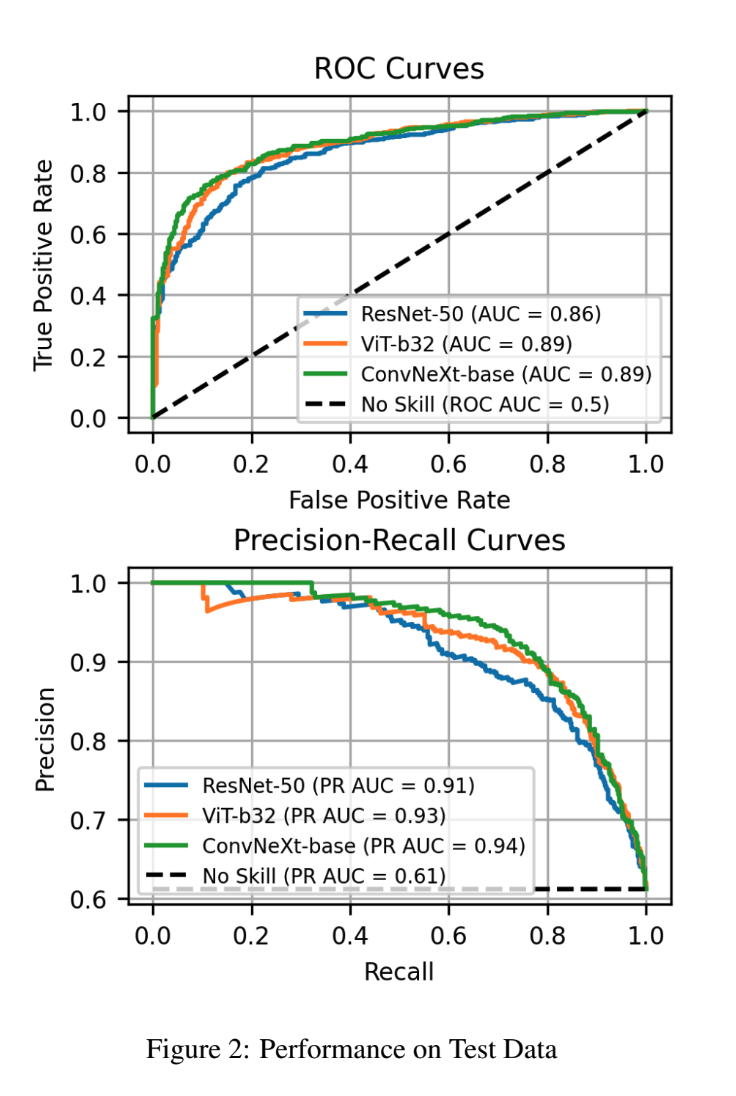 ROC Curves
1.0
0.8
0.6
0.4
0.2
0.0
True Positive Rate
ResNet-50 (AUC = 0.86)
ViT-b32 (AUC = 0.89)
ConvNeXt-base (AUC = 0.89)
No Skill (ROC AUC = 0.5)
0.0 0.2 0.4 0.6 0.8 1.0
False Positive Rate
Precision-Recall Curves
1.0
0.9
0.8
0.7
0.6
Precision
ResNet-50 (PR AUC = 0.91)
ViT-b32 (PR AUC = 0.93)
ConvNeXt-base (PR AUC = 0.94)
No Skill (PR AUC = 0.61)
0.0 0.2 0.4 0.6 0.8 1.0
Recall
Figure 2: Performance on Test Data